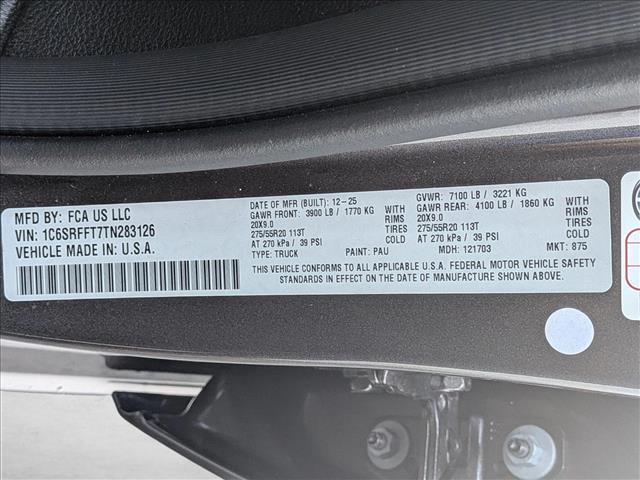 MFD BY: FCA US LLC
VIN: 1C6SRFFT7TN283126
VEHICLE MADE IN: U.S.A.
DATE OF MFR (BUILT): 12-25
GAWR FRONT: 3900 LB / 1770 KG WITH
20X9.0 RIMS
275/55R20 113T TIRES
AT 270 kPa / 39 PSI COLD
TYPE: TRUCK PAINT: PAU
GVWR: 7100 LB / 3221 KG
GAWR REAR: 4100 LB / 1860 KG WITH
20X9.0 RIMS
275/55R20 113T TIRES
AT 270 kPa / 39 PSI COLD
MDH: 121703 MKT: 875
THIS VEHICLE CONFORMS TO ALL APPLICABLE U.S.A. FEDERAL MOTOR VEHICLE SAFETY
STANDARDS IN EFFECT ON THE DATE OF MANUFACTURE SHOWN ABOVE.